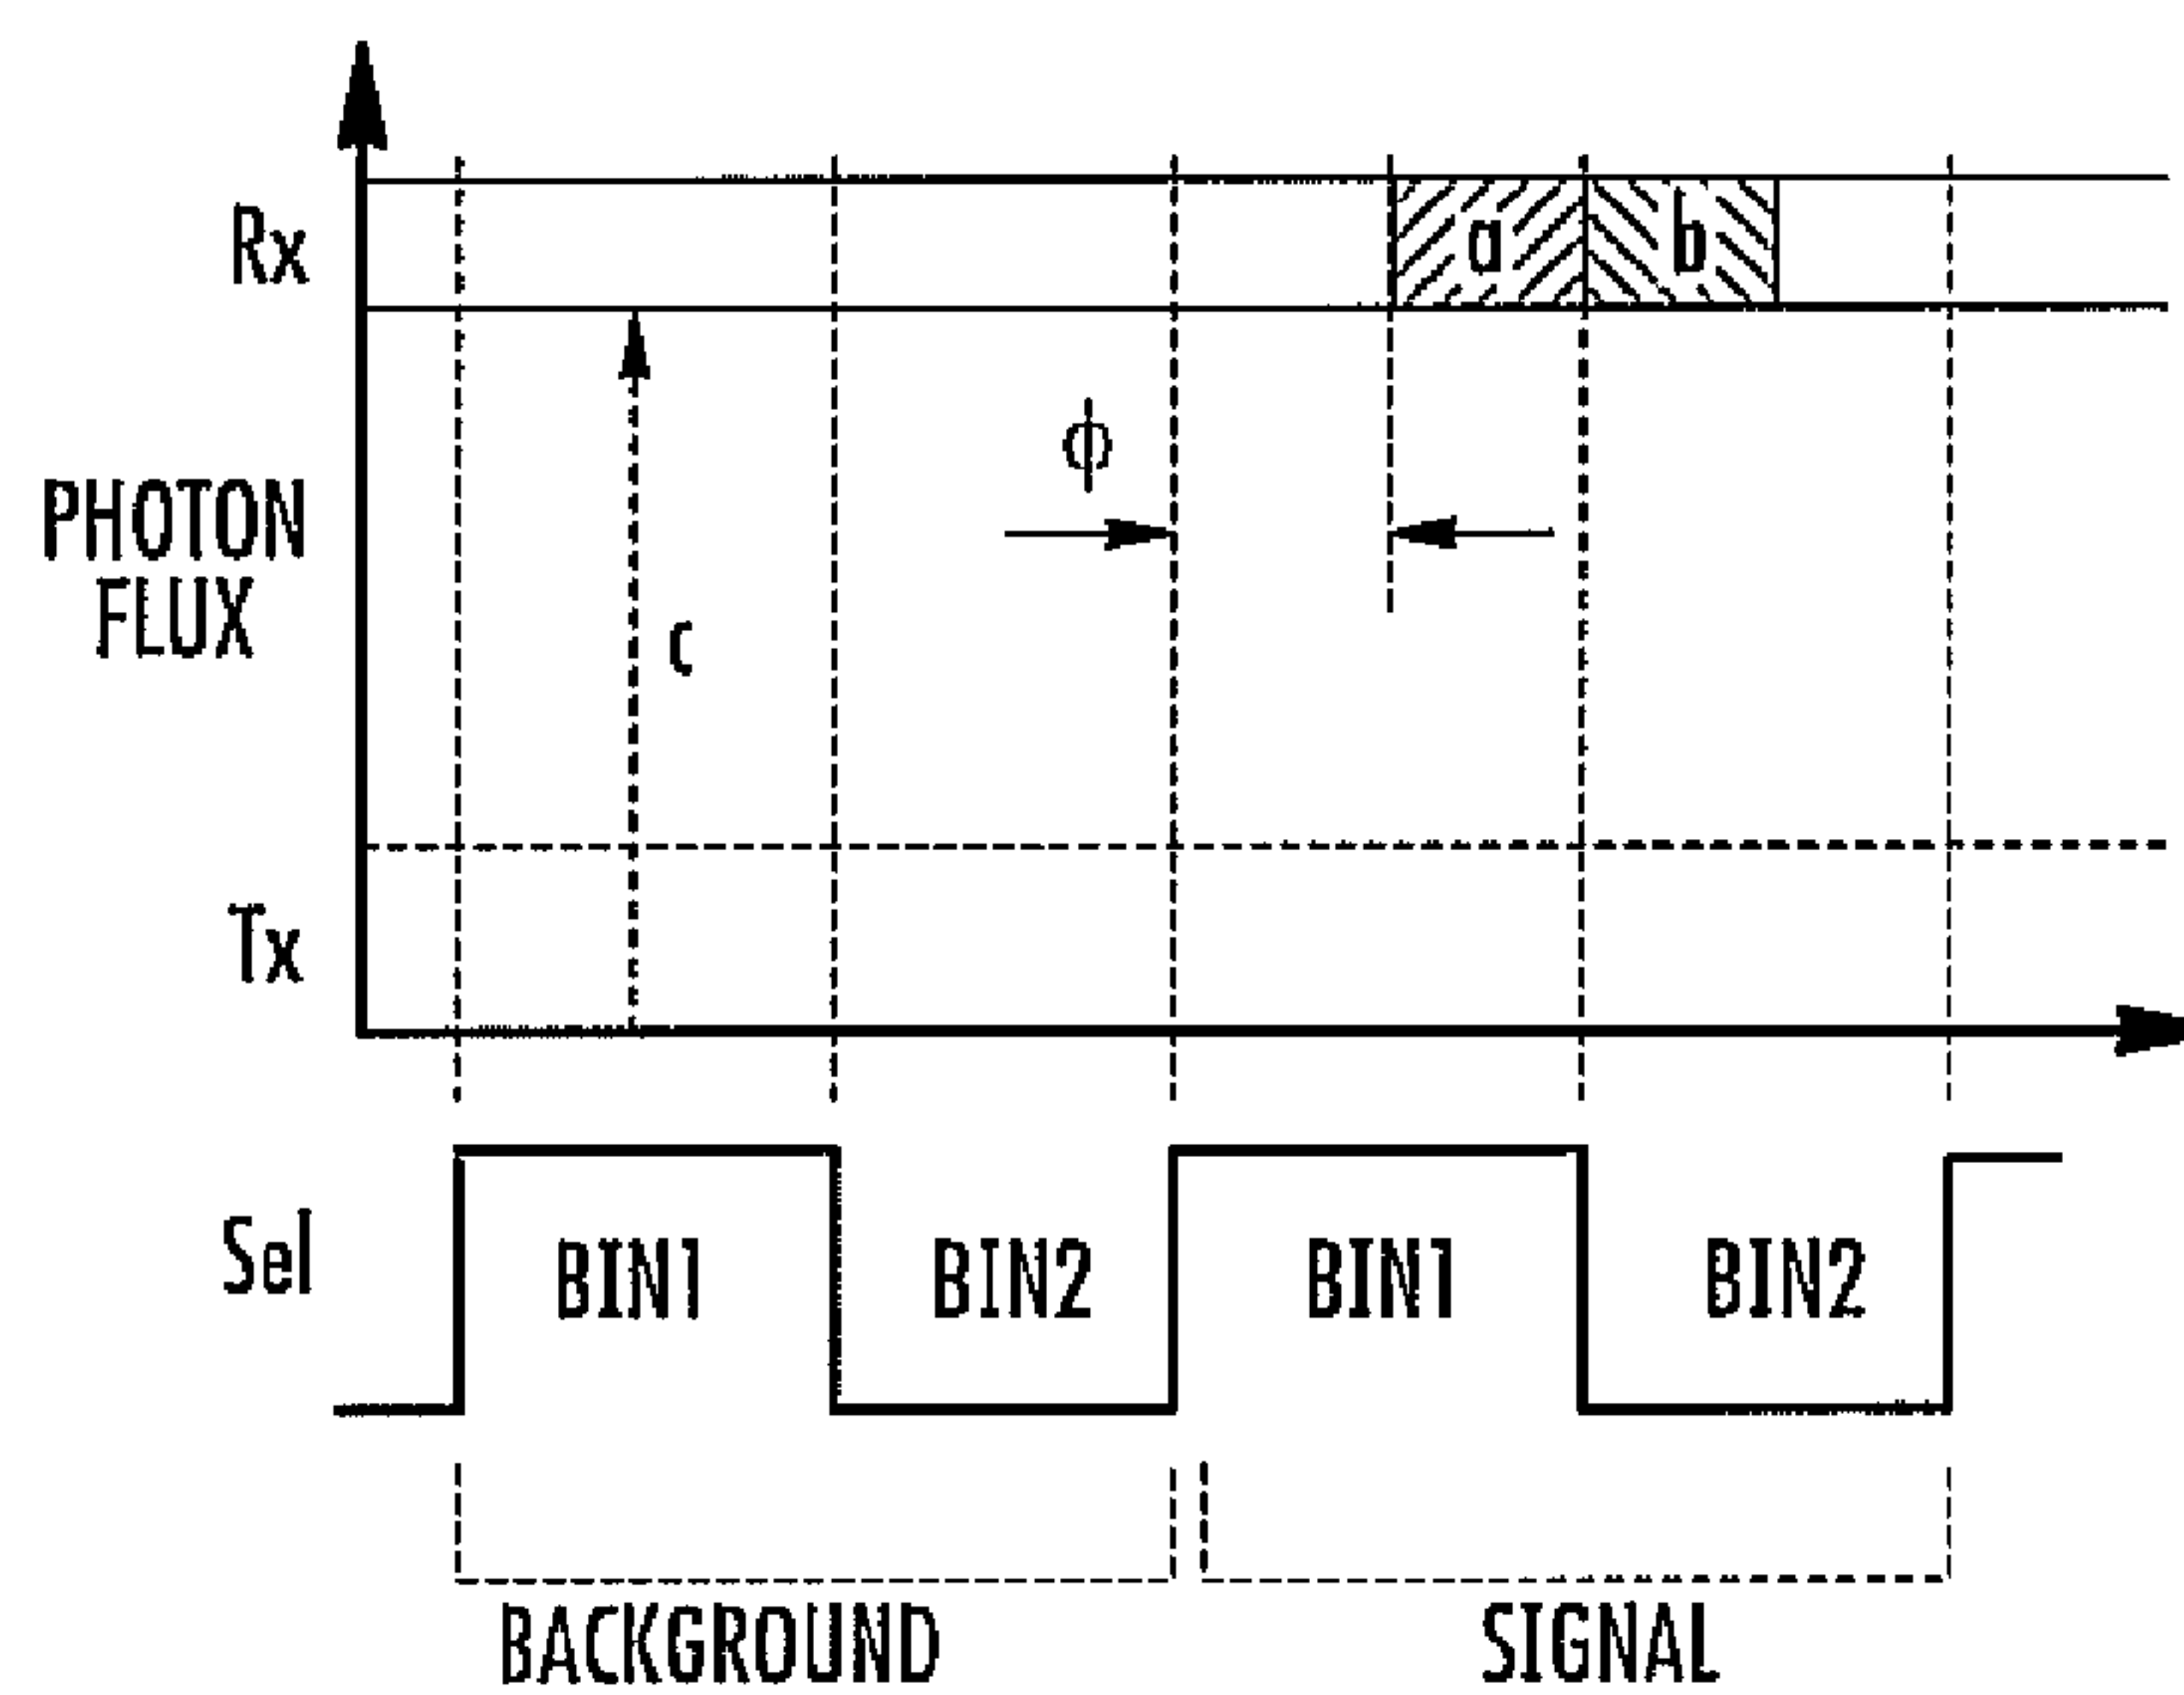 Rx
a b
ϕ
PHOTON
FLUX
c
Tx
Sel
BIN1 BIN2 BIN1 BIN2
BACKGROUND SIGNAL